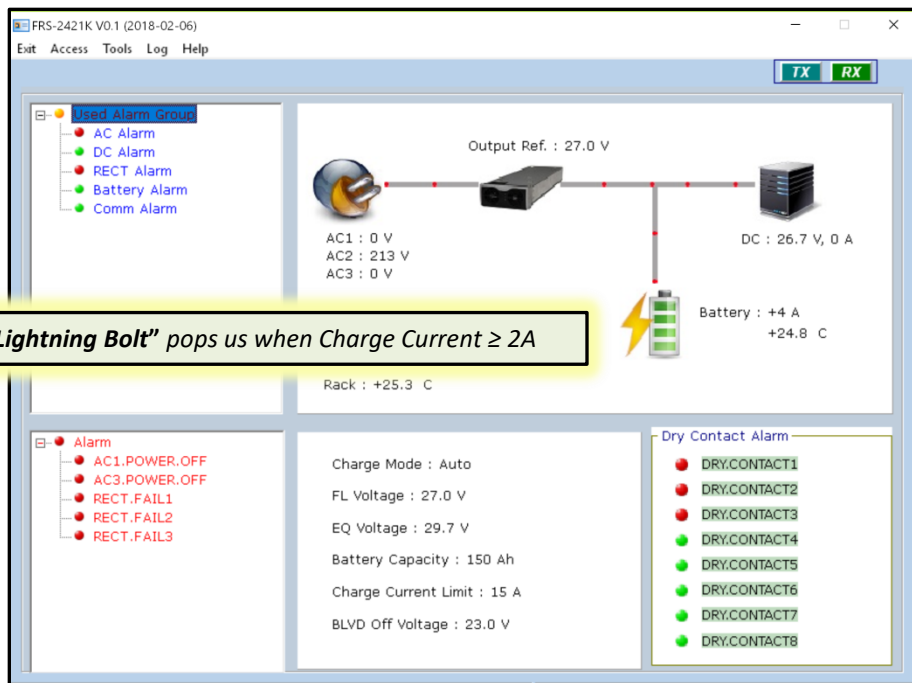 FRS-2421K V0.1 (2018-02-06)
Exit Access Tools Log Help
TX RX
Used Alarm Group
AC Alarm
DC Alarm
RECT Alarm
Battery Alarm
Comm Alarm
Output Ref. : 27.0 V
AC1 : 0 V
AC2 : 213 V
AC3 : 0 V
DC : 26.7 V, 0 A
Battery : +4 A
+24.8 C
Lightning Bolt” pops us when Charge Current ≥ 2A
Rack : +25.3 C
Alarm
AC1.POWER.OFF
AC3.POWER.OFF
RECT.FAIL1
RECT.FAIL2
RECT.FAIL3
Charge Mode : Auto
FL Voltage : 27.0 V
EQ Voltage : 29.7 V
Battery Capacity : 150 Ah
Charge Current Limit : 15 A
BLVD Off Voltage : 23.0 V
Dry Contact Alarm
DRY.CONTACT1
DRY.CONTACT2
DRY.CONTACT3
DRY.CONTACT4
DRY.CONTACT5
DRY.CONTACT6
DRY.CONTACT7
DRY.CONTACT8